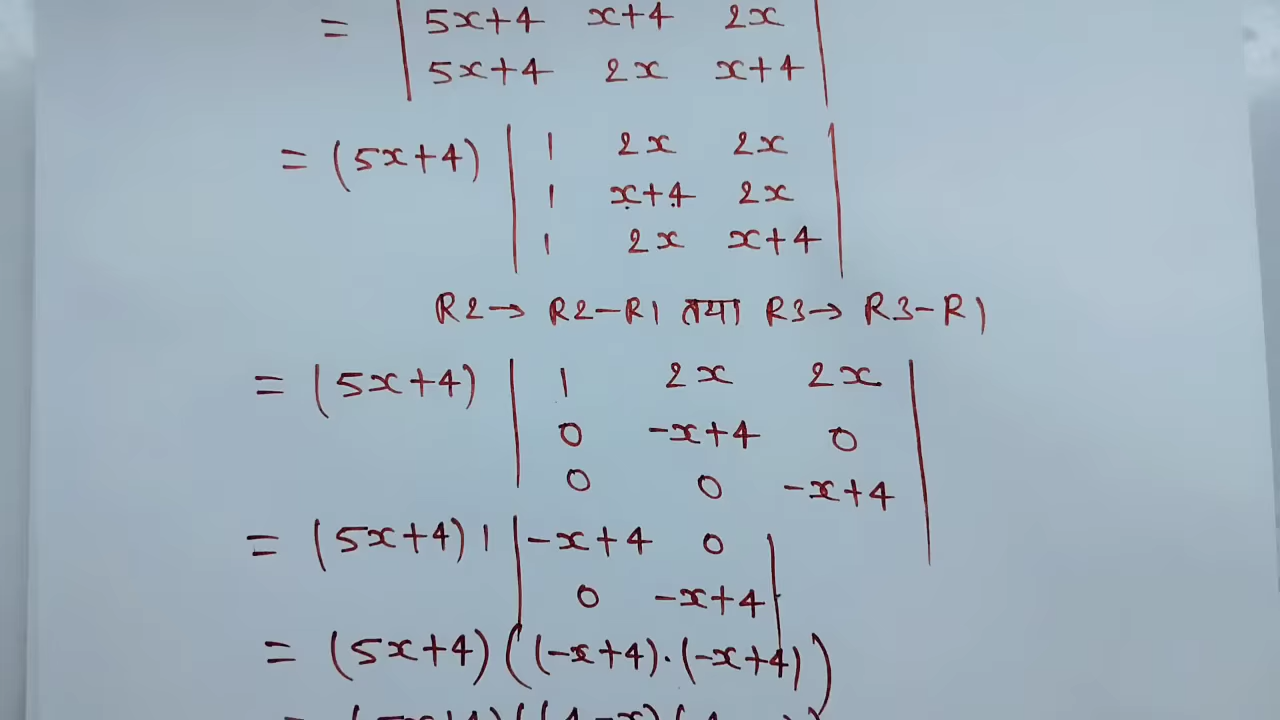 = | 5x+4 x+4 2x |
| 5x+4 2x x+4 |
= (5x+4) | 1 2x 2x |
| 1 x+4 2x |
| 1 2x x+4 |
R2→ R2-R1 तथा R3→ R3-R1
= (5x+4) | 1 2x 2x |
| 0 -x+4 0 |
| 0 0 -x+4 |
= (5x+4) 1 | -x+4 0 |
| 0 -x+4 |
= (5x+4) ((-x+4).(-x+4))